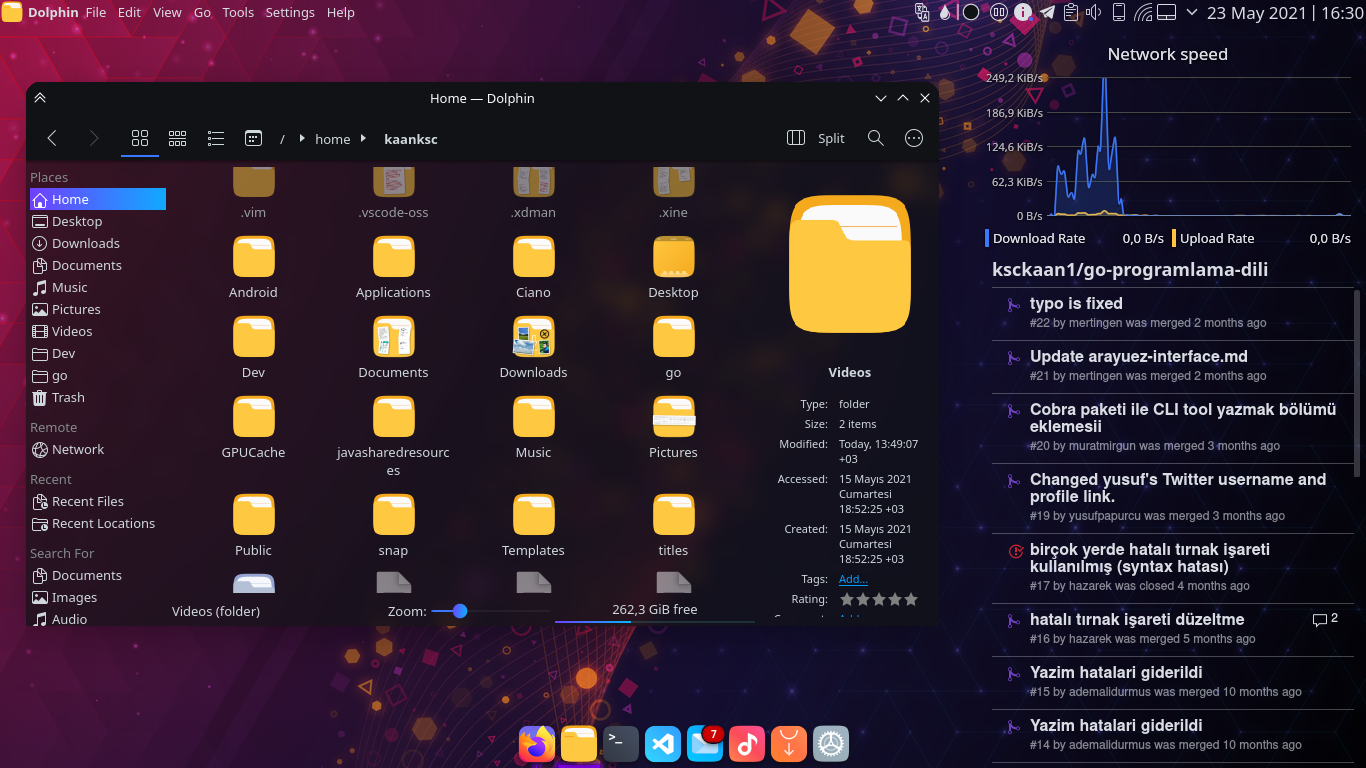 Dolphin File Edit View Go Tools Settings Help
23 May 2021 | 16:30
Home — Dolphin
/ home kaanksc
Split
Places
Home
Desktop
Downloads
Documents
Music
Pictures
Videos
Dev
go
Trash
Remote
Network
Recent
Recent Files
Recent Locations
Search For
Documents
Images
Audio
.vim .vscode-oss .xdman .xine
Android Applications Ciano Desktop
Dev Documents Downloads go
GPUCache javasharedresourc
es Music Pictures
Public snap Templates titles
Videos (folder)
Zoom:
262,3 GiB free
Videos
Type: folder
Size: 2 items
Modified: Today, 13:49:07
+03
Accessed: 15 Mayıs 2021
Cumartesi
18:52:25 +03
Created: 15 Mayıs 2021
Cumartesi
18:52:25 +03
Tags: Add...
Rating:
Network speed
249,2 KiB/s
186,9 KiB/s
124,6 KiB/s
62,3 KiB/s
0 B/s
Download Rate 0,0 B/s Upload Rate 0,0 B/s
ksckaan1/go-programlama-dili
typo is fixed
#22 by mertingen was merged 2 months ago
Update arayuez-interface.md
#21 by mertingen was merged 2 months ago
Cobra paketi ile CLI tool yazmak bölümü
eklemesii
#20 by muratmirgun was merged 3 months ago
Changed yusuf's Twitter username and
profile link.
#19 by yusufpapurcu was merged 3 months ago
birçok yerde hatalı tırnak işareti
kullanılmış (syntax hatası)
#17 by hazarek was closed 4 months ago
hatalı tırnak işareti düzeltme
2
#16 by hazarek was merged 5 months ago
Yazim hatalari giderildi
#15 by ademalidurmus was merged 10 months ago
Yazim hatalari giderildi
#14 by ademalidurmus was merged 10 months ago
7